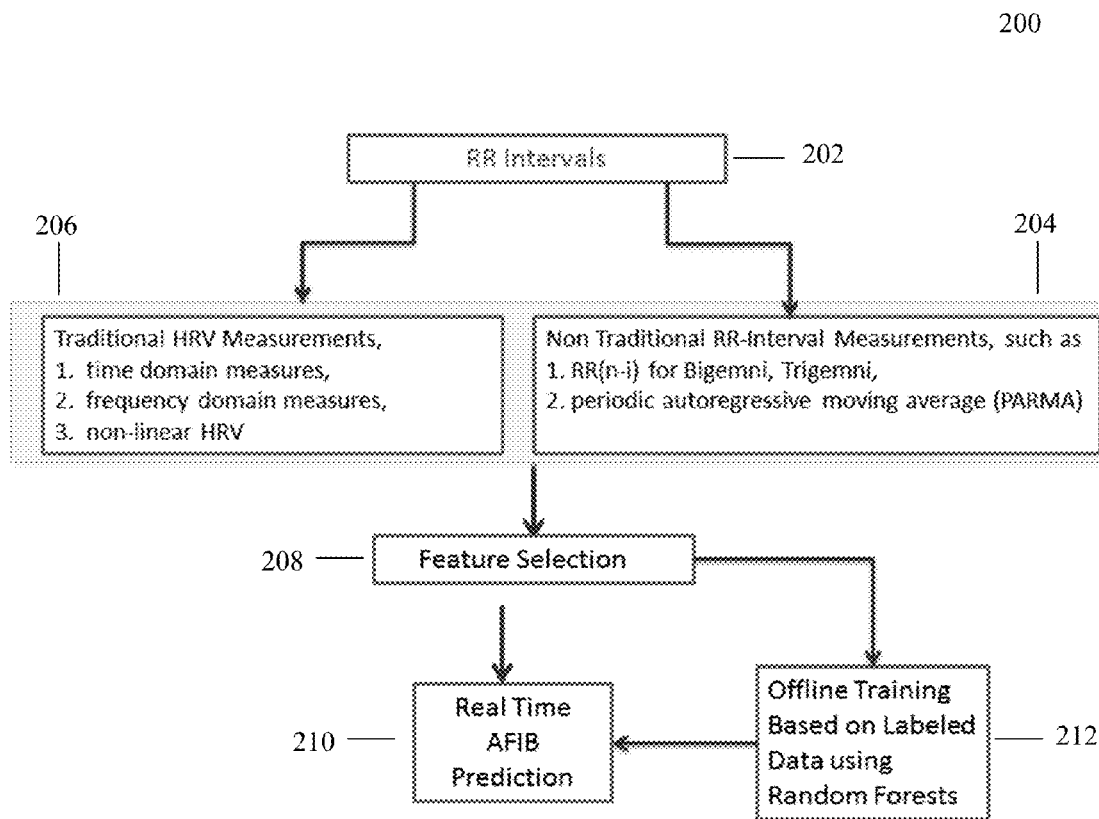 200
RR Intervals
202
206
204
Traditional HRV Measurements,
1. time domain measures,
2. frequency domain measures,
3. non-linear HRV
Non Traditional RR-Interval Measurements, such as
1. RR(n-i) for Bigemni, Trigemni,
2. periodic autoregressive moving average (PARMA)
208
Feature Selection
210
Real Time
AFIB
Prediction
Offline Training
Based on Labeled
Data using
Random Forests
212